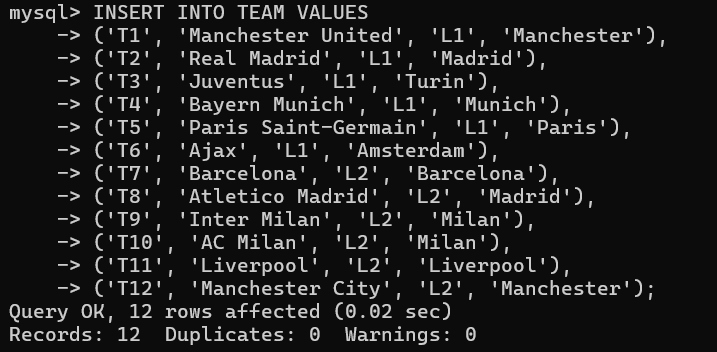 mysql> INSERT INTO TEAM VALUES
    -> ('T1', 'Manchester United', 'L1', 'Manchester'),
    -> ('T2', 'Real Madrid', 'L1', 'Madrid'),
    -> ('T3', 'Juventus', 'L1', 'Turin'),
    -> ('T4', 'Bayern Munich', 'L1', 'Munich'),
    -> ('T5', 'Paris Saint-Germain', 'L1', 'Paris'),
    -> ('T6', 'Ajax', 'L1', 'Amsterdam'),
    -> ('T7', 'Barcelona', 'L2', 'Barcelona'),
    -> ('T8', 'Atletico Madrid', 'L2', 'Madrid'),
    -> ('T9', 'Inter Milan', 'L2', 'Milan'),
    -> ('T10', 'AC Milan', 'L2', 'Milan'),
    -> ('T11', 'Liverpool', 'L2', 'Liverpool'),
    -> ('T12', 'Manchester City', 'L2', 'Manchester');
Query OK, 12 rows affected (0.02 sec)
Records: 12  Duplicates: 0  Warnings: 0